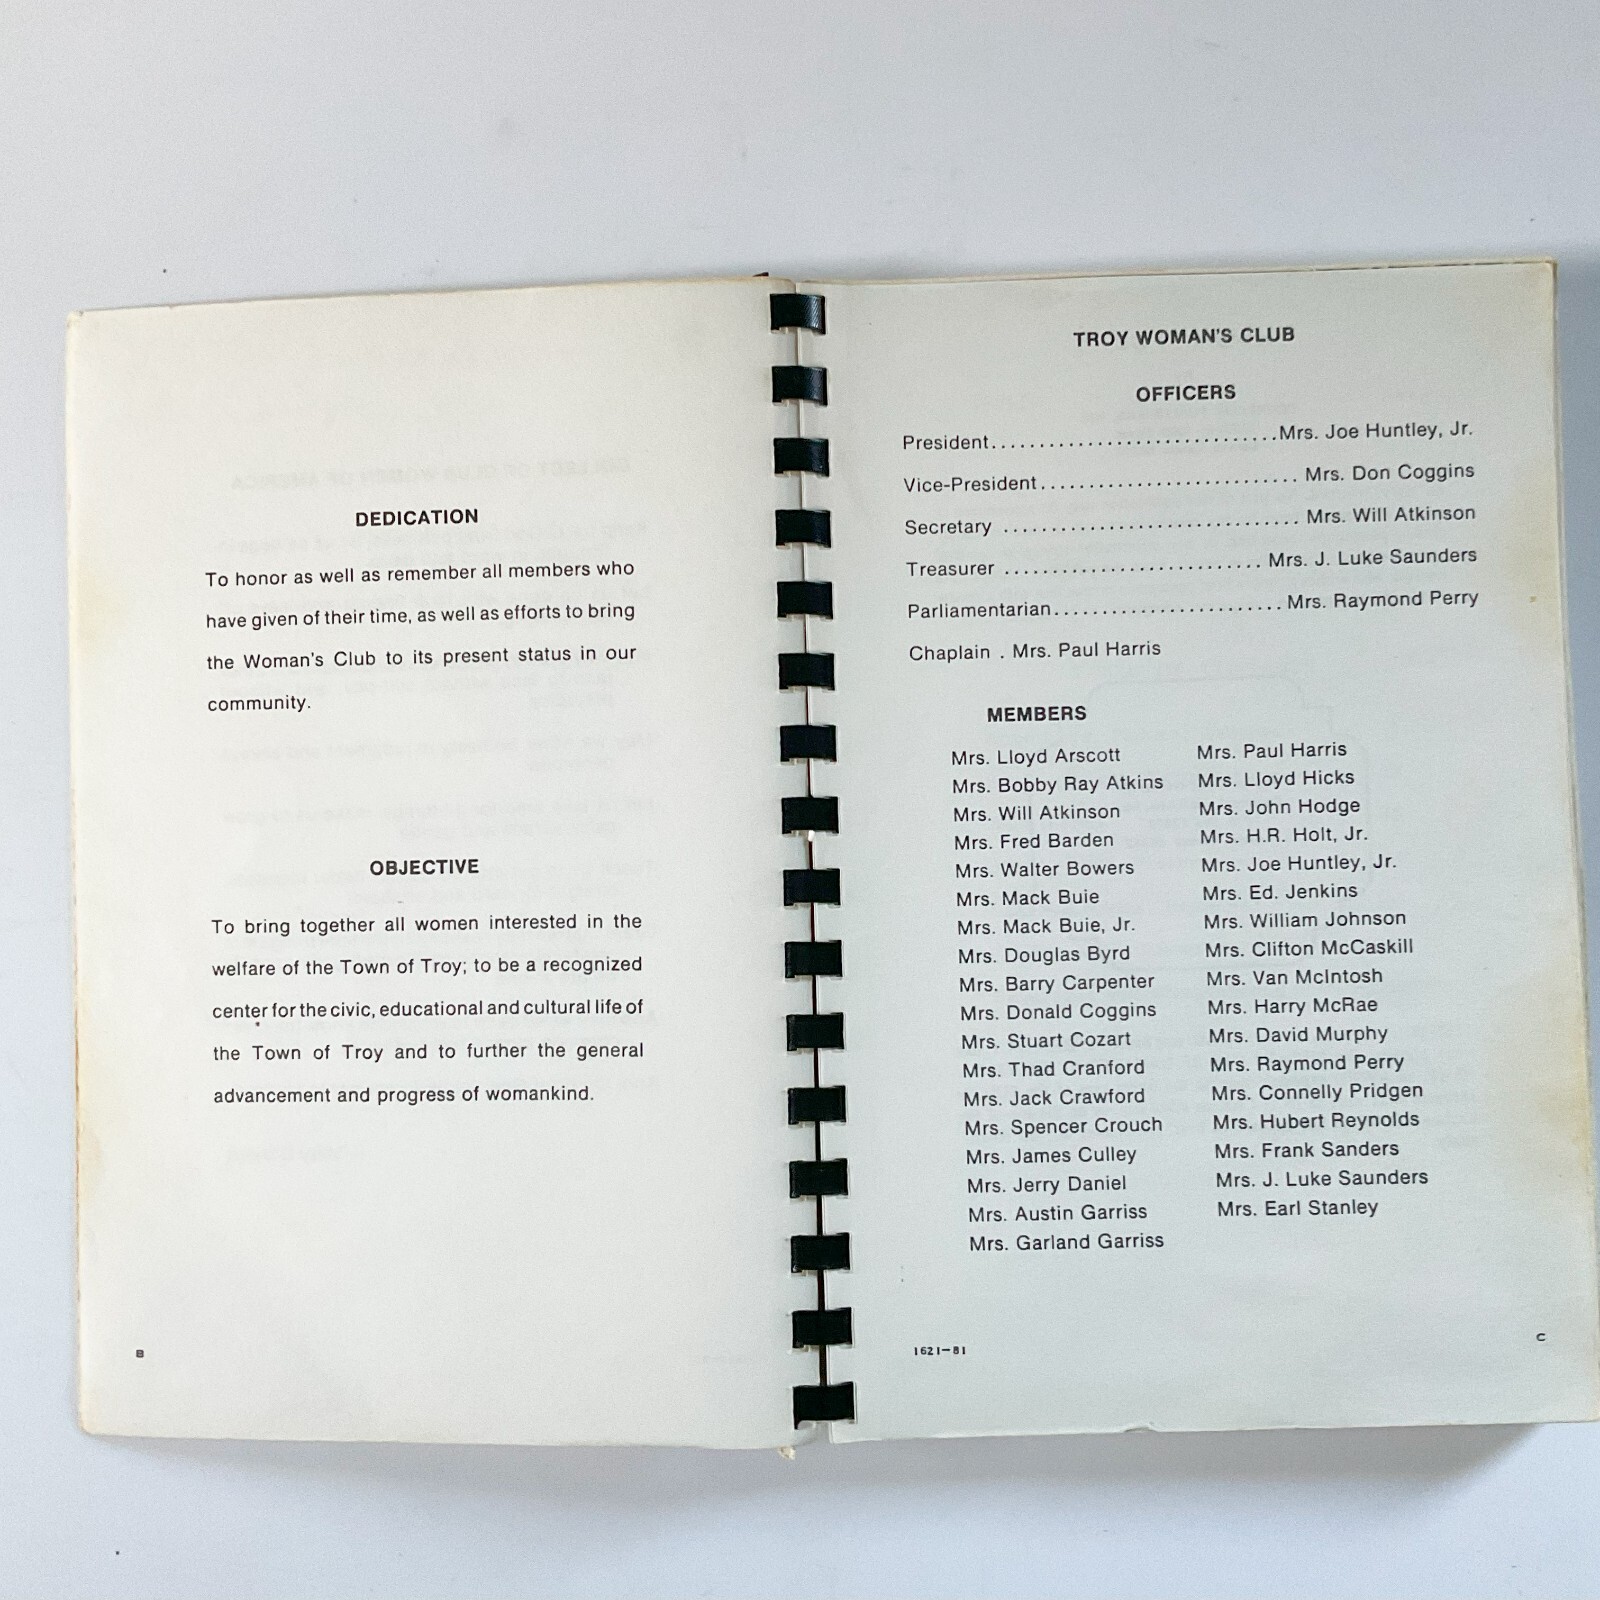 DEDICATION
To honor as well as remember all members who
have given of their time, as well as efforts to bring
the Woman's Club to its present status in our
community.
OBJECTIVE
To bring together all women interested in the
welfare of the Town of Troy; to be a recognized
center for the civic, educational and cultural life of
the Town of Troy and to further the general
advancement and progress of womankind.
B
TROY WOMAN'S CLUB
OFFICERS
President..............................Mrs. Joe Huntley, Jr.
Vice-President........................... Mrs. Don Coggins
Secretary ............................... Mrs. Will Atkinson
Treasurer ........................... Mrs. J. Luke Saunders
Parliamentarian........................Mrs. Raymond Perry
Chaplain . Mrs. Paul Harris
MEMBERS
Mrs. Lloyd Arscott
Mrs. Bobby Ray Atkins
Mrs. Will Atkinson
Mrs. Fred Barden
Mrs. Walter Bowers
Mrs. Mack Buie
Mrs. Mack Buie, Jr.
Mrs. Douglas Byrd
Mrs. Barry Carpenter
Mrs. Donald Coggins
Mrs. Stuart Cozart
Mrs. Thad Cranford
Mrs. Jack Crawford
Mrs. Spencer Crouch
Mrs. James Culley
Mrs. Jerry Daniel
Mrs. Austin Garriss
Mrs. Garland Garriss
Mrs. Paul Harris
Mrs. Lloyd Hicks
Mrs. John Hodge
Mrs. H.R. Holt, Jr.
Mrs. Joe Huntley, Jr.
Mrs. Ed. Jenkins
Mrs. William Johnson
Mrs. Clifton McCaskill
Mrs. Van McIntosh
Mrs. Harry McRae
Mrs. David Murphy
Mrs. Raymond Perry
Mrs. Connelly Pridgen
Mrs. Hubert Reynolds
Mrs. Frank Sanders
Mrs. J. Luke Saunders
Mrs. Earl Stanley
1621-81
C